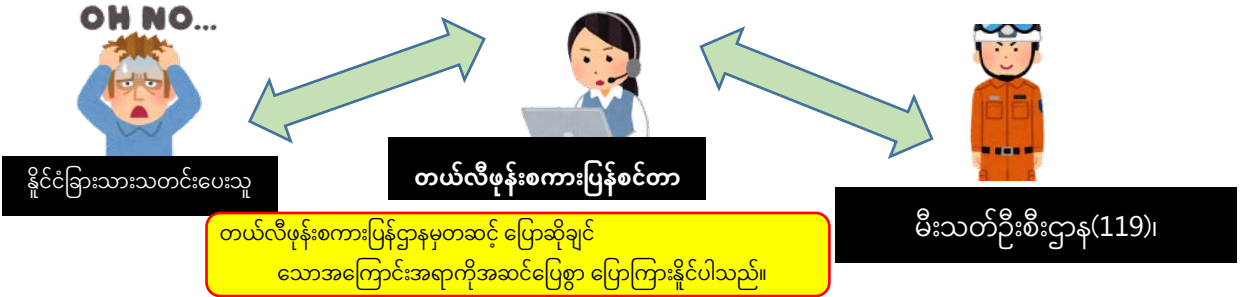 OH NO...
နိုင်ငံခြားသားသတင်းပေးသူ
တယ်လီဖုန်းစကားပြန်စင်တာ
မီးသတ်ဦးစီးဌာန(119)၊
တယ်လီဖုန်းစကားပြန်ဌာနမှတဆင့် ပြောဆိုချင်
သောအကြောင်းအရာကိုအဆင်ပြေစွာ ပြောကြားနိုင်ပါသည်။